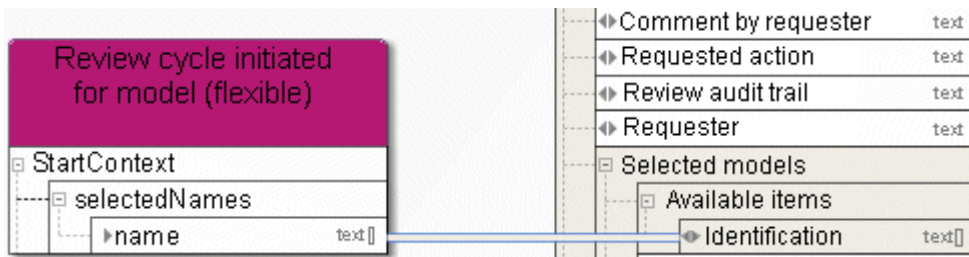 Review cycle initiated
for model (flexible)
StartContext
selectedNames
name text[]
Comment by requester text
Requested action text
Review audit trail text
Requester text
Selected models
Available items
Identification text[]